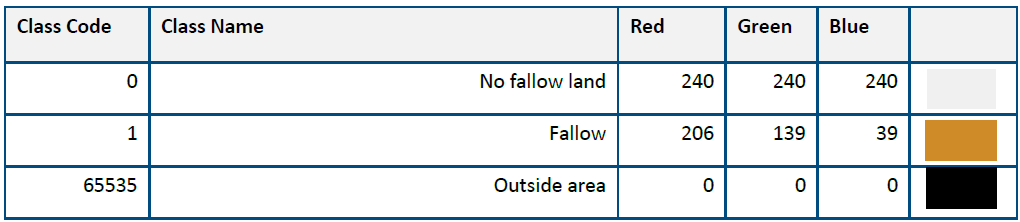 Class Code Class Name Red Green Blue
0 No fallow land 240 240 240
1 Fallow 206 139 39
65535 Outside area 0 0 0